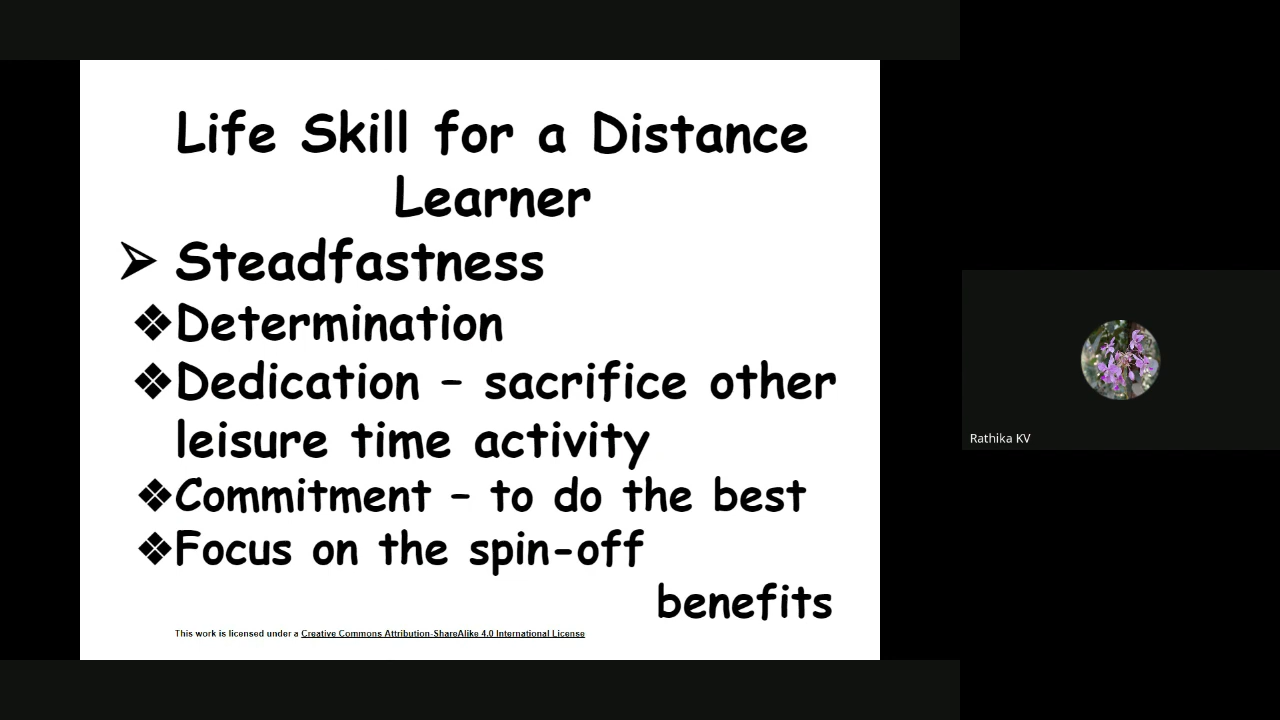 Life Skill for a Distance
Learner
➢ Steadfastness
❖Determination
❖Dedication – sacrifice other
leisure time activity
❖Commitment – to do the best
❖Focus on the spin-off
benefits
This work is licensed under a Creative Commons Attribution-ShareAlike 4.0 International License
Rathika KV